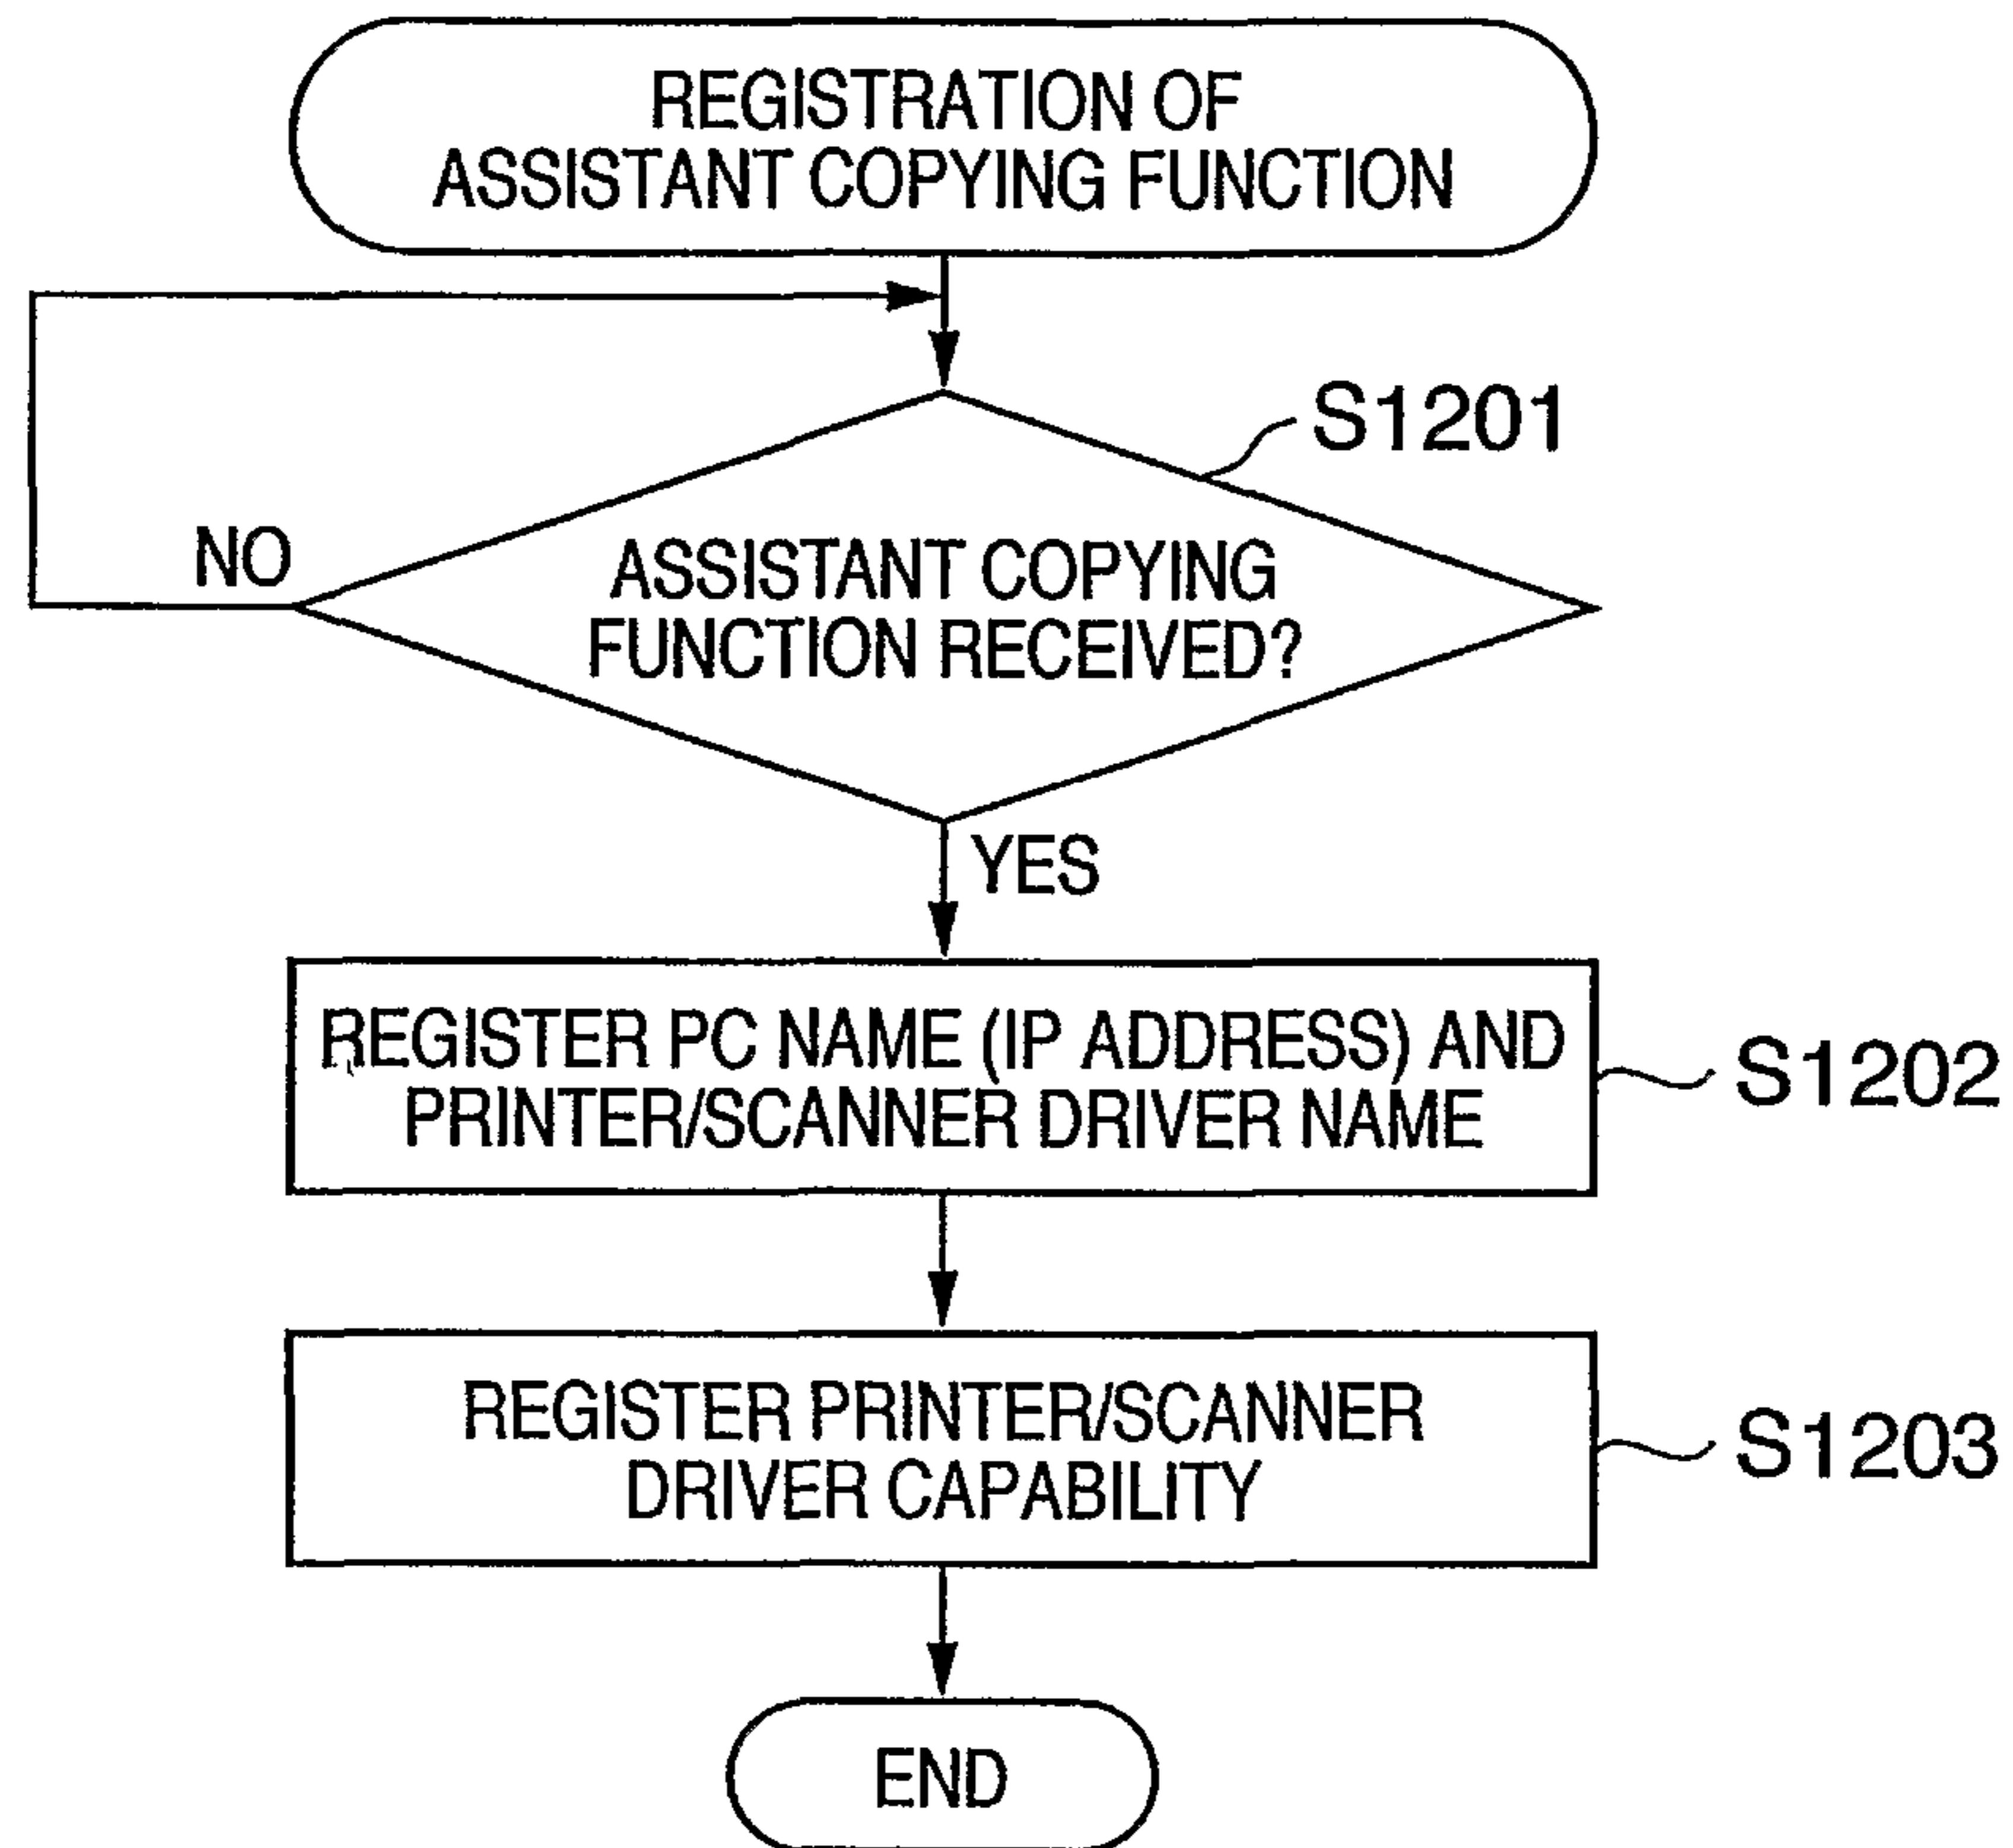 REGISTRATION OF
ASSISTANT COPYING FUNCTION
S1201
NO
ASSISTANT COPYING
FUNCTION RECEIVED?
YES
REGISTER PC NAME (IP ADDRESS) AND
PRINTER/SCANNER DRIVER NAME
S1202
REGISTER PRINTER/SCANNER
DRIVER CAPABILITY
S1203
END